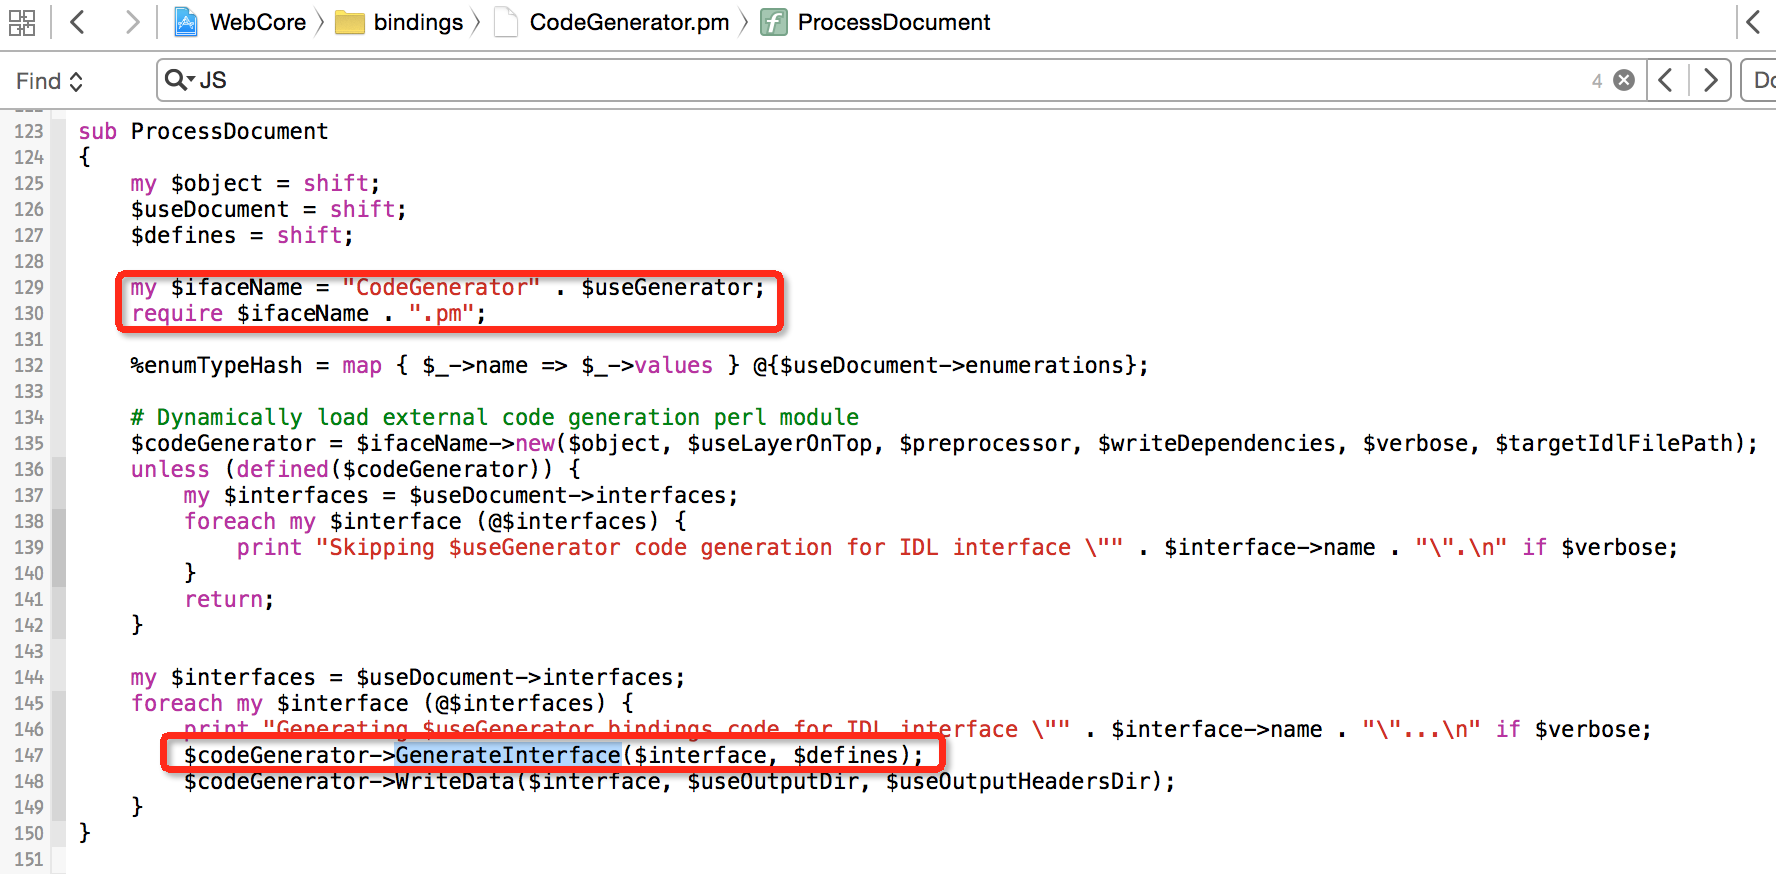 WebCore bindings CodeGenerator.pm ProcessDocument
Find JS 4
123 sub ProcessDocument
124 {
125 my $object = shift;
126 $useDocument = shift;
127 $defines = shift;
128
129 my $ifaceName = "CodeGenerator" . $useGenerator;
130 require $ifaceName . ".pm";
131
132 %enumTypeHash = map { $_->name => $_->values } @{$useDocument->enumerations};
133
134 # Dynamically load external code generation perl module
135 $codeGenerator = $ifaceName->new($object, $useLayerOnTop, $preprocessor, $writeDependencies, $verbose, $targetIdlFilePath);
136 unless (defined($codeGenerator)) {
137 my $interfaces = $useDocument->interfaces;
138 foreach my $interface (@$interfaces) {
139 print "Skipping $useGenerator code generation for IDL interface \"" . $interface->name . "\".\n" if $verbose;
140 }
141 return;
142 }
143
144 my $interfaces = $useDocument->interfaces;
145 foreach my $interface (@$interfaces) {
146 print "Generating $useGenerator bindings code for IDL interface \"" . $interface->name . "\"...\n" if $verbose;
147 $codeGenerator->GenerateInterface($interface, $defines);
148 $codeGenerator->WriteData($interface, $useOutputDir, $useOutputHeadersDir);
149 }
150 }
151